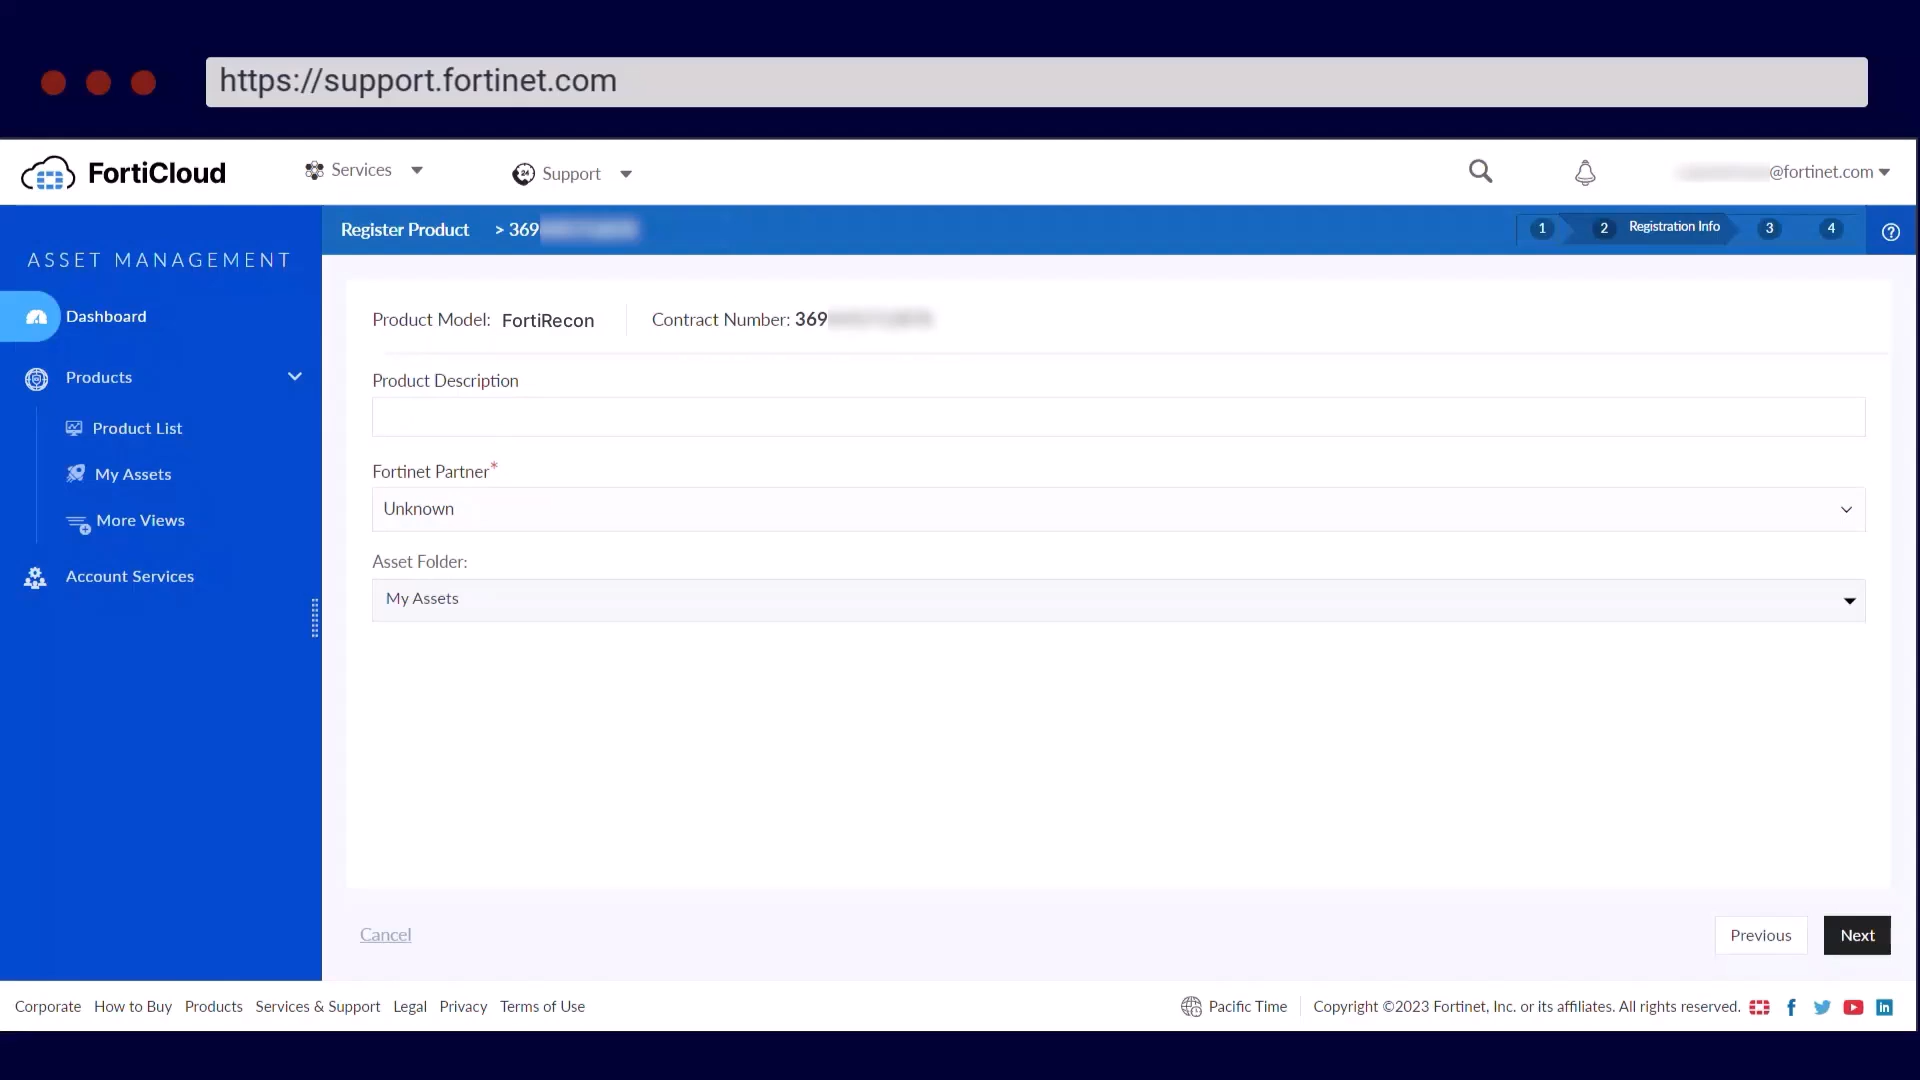 https://support.fortinet.com
FortiCloud
Services
24
Support
@fortinet.com
Register Product > 369
1 2 Registration Info 3 4
?
ASSET MANAGEMENT
Dashboard
Products
Product List
My Assets
More Views
Account Services
Product Model: FortiRecon
Contract Number: 369
Product Description
Fortinet Partner*
Unknown
Asset Folder:
My Assets
Cancel
Previous
Next
Corporate How to Buy Products Services & Support Legal Privacy Terms of Use
Pacific Time
Copyright ©2023 Fortinet, Inc. or its affiliates. All rights reserved.